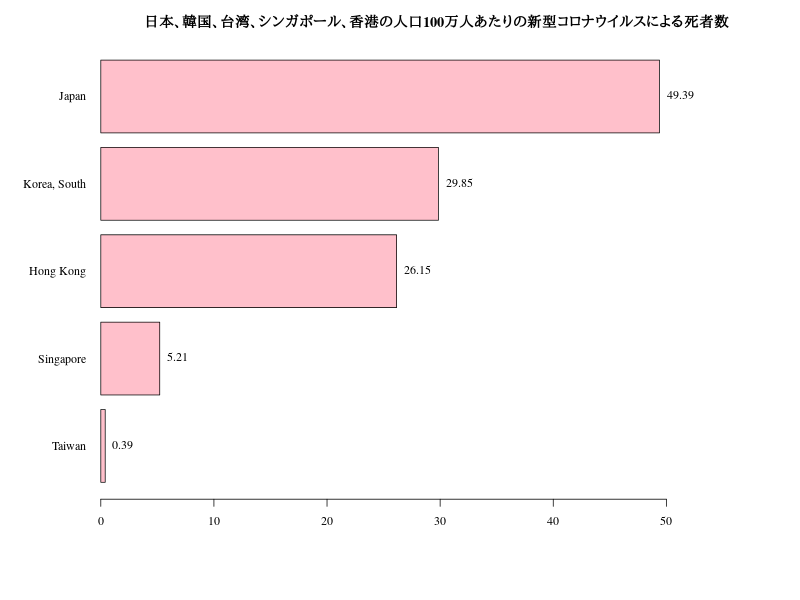 日本、韓国、台湾、シンガポール、香港の人口100万人あたりの新型コロナウイルスによる死者数
Japan 49.39
Korea, South 29.85
Hong Kong 26.15
Singapore 5.21
Taiwan 0.39
0 10 20 30 40 50